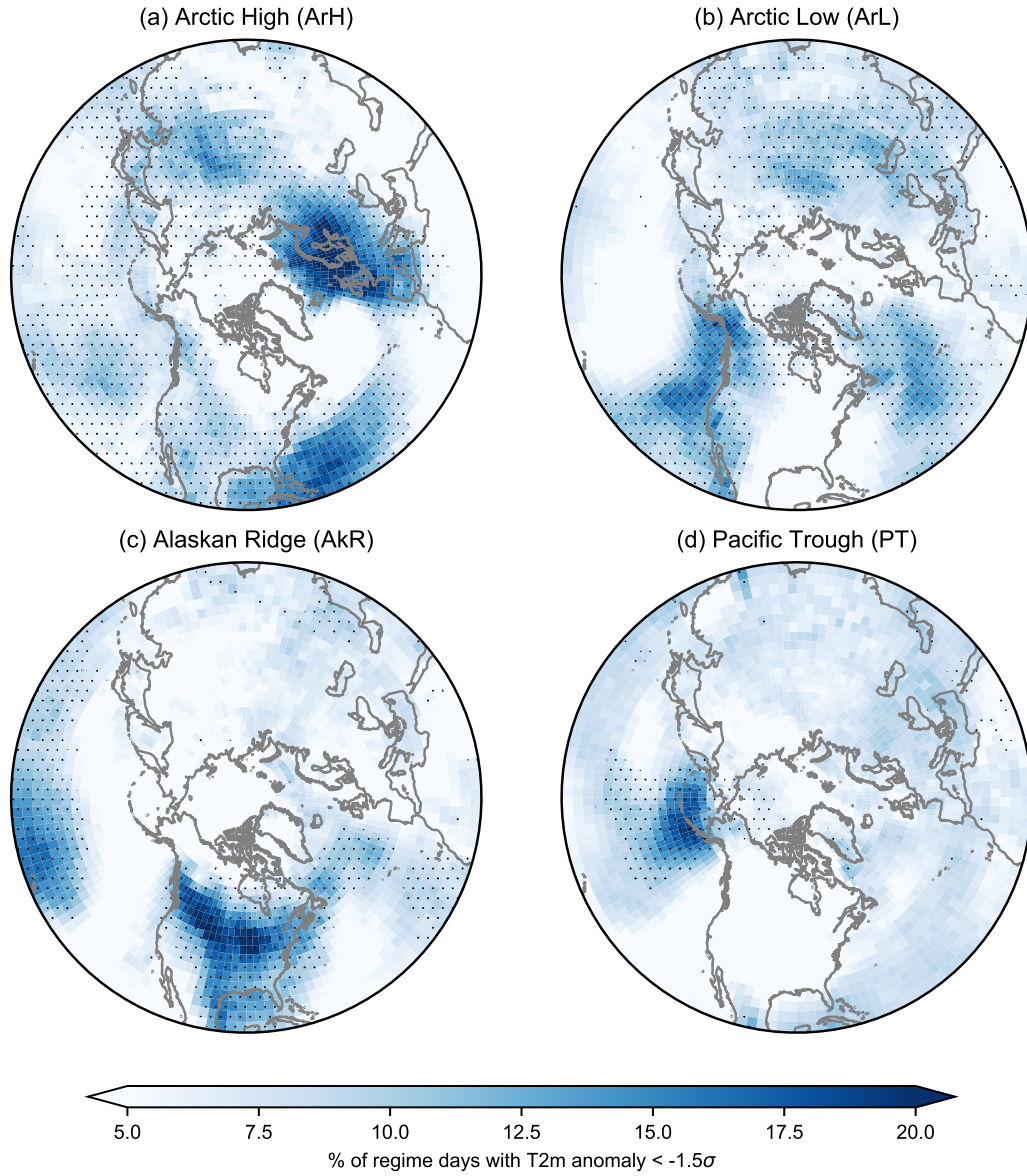 (a) Arctic High (ArH)
(b) Arctic Low (ArL)
(c) Alaskan Ridge (AkR)
(d) Pacific Trough (PT)
5.0 7.5 10.0 12.5 15.0 17.5 20.0
% of regime days with T2m anomaly < -1.5σ